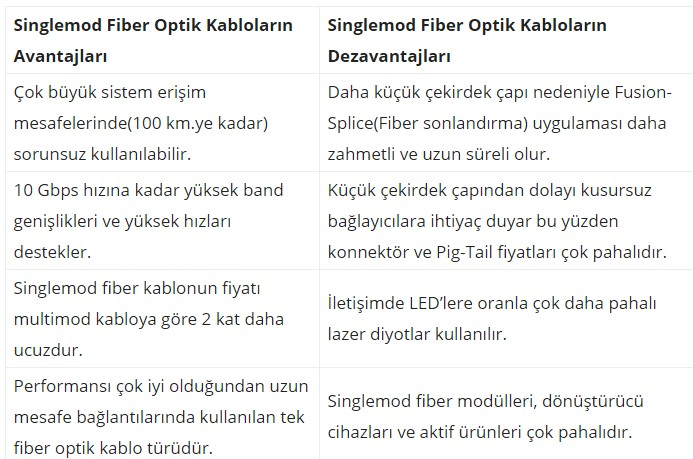 Singlemod Fiber Optik Kabloların
Avantajları
Singlemod Fiber Optik Kabloların
Dezavantajları
Çok büyük sistem erişim
mesafelerinde(100 km.ye kadar)
sorunsuz kullanılabilir.
Daha küçük çekirdek çapı nedeniyle Fusion-
Splice(Fiber sonlandırma) uygulaması daha
zahmetli ve uzun süreli olur.
10 Gbps hızına kadar yüksek band
genişlikleri ve yüksek hızları
destekler.
Küçük çekirdek çapından dolayı kusursuz
bağlayıcılara ihtiyaç duyar bu yüzden
konnektör ve Pig-Tail fiyatları çok pahalıdır.
Singlemod fiber kablonun fiyatı
multimod kabloya göre 2 kat daha
ucuzdur.
İletişimde LED’lere oranla çok daha pahalı
lazer diyotlar kullanılır.
Performansı çok iyi olduğundan uzun
mesafe bağlantılarında kullanılan tek
fiber optik kablo türüdür.
Singlemod fiber modülleri, dönüştürücü
cihazları ve aktif ürünleri çok pahalıdır.